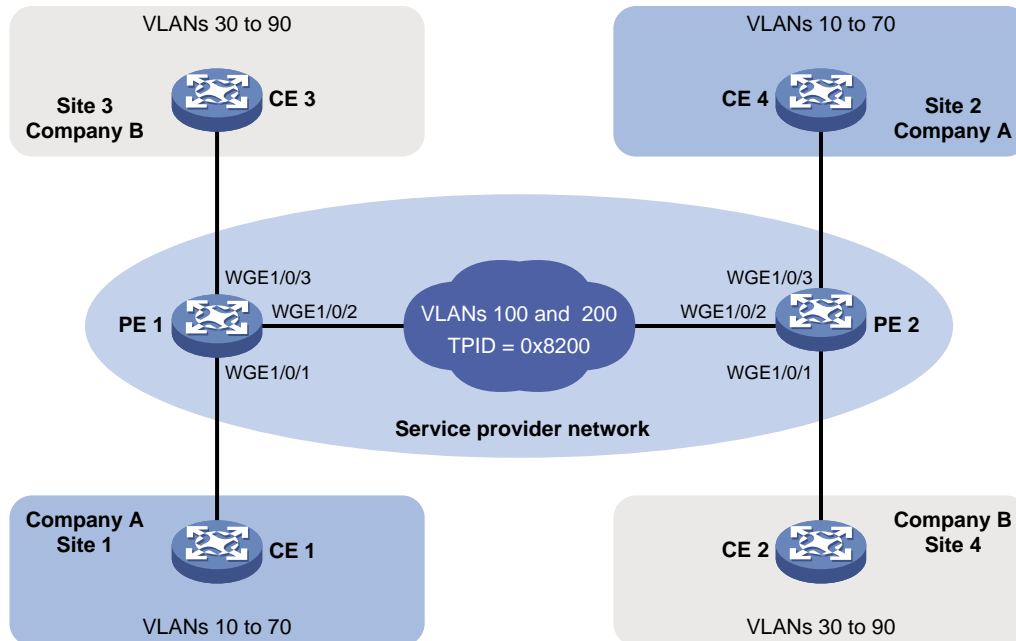 VLANs 30 to 90
CE 3
Site 3
Company B
VLANs 10 to 70
CE 4
Site 2
Company A
WGE1/0/3
PE 1
WGE1/0/2
WGE1/0/1
VLANs 100 and 200
TPID = 0x8200
WGE1/0/3
WGE1/0/2
PE 2
WGE1/0/1
Service provider network
Company A
Site 1
CE 1
VLANs 10 to 70
CE 2
Company B
Site 4
VLANs 30 to 90